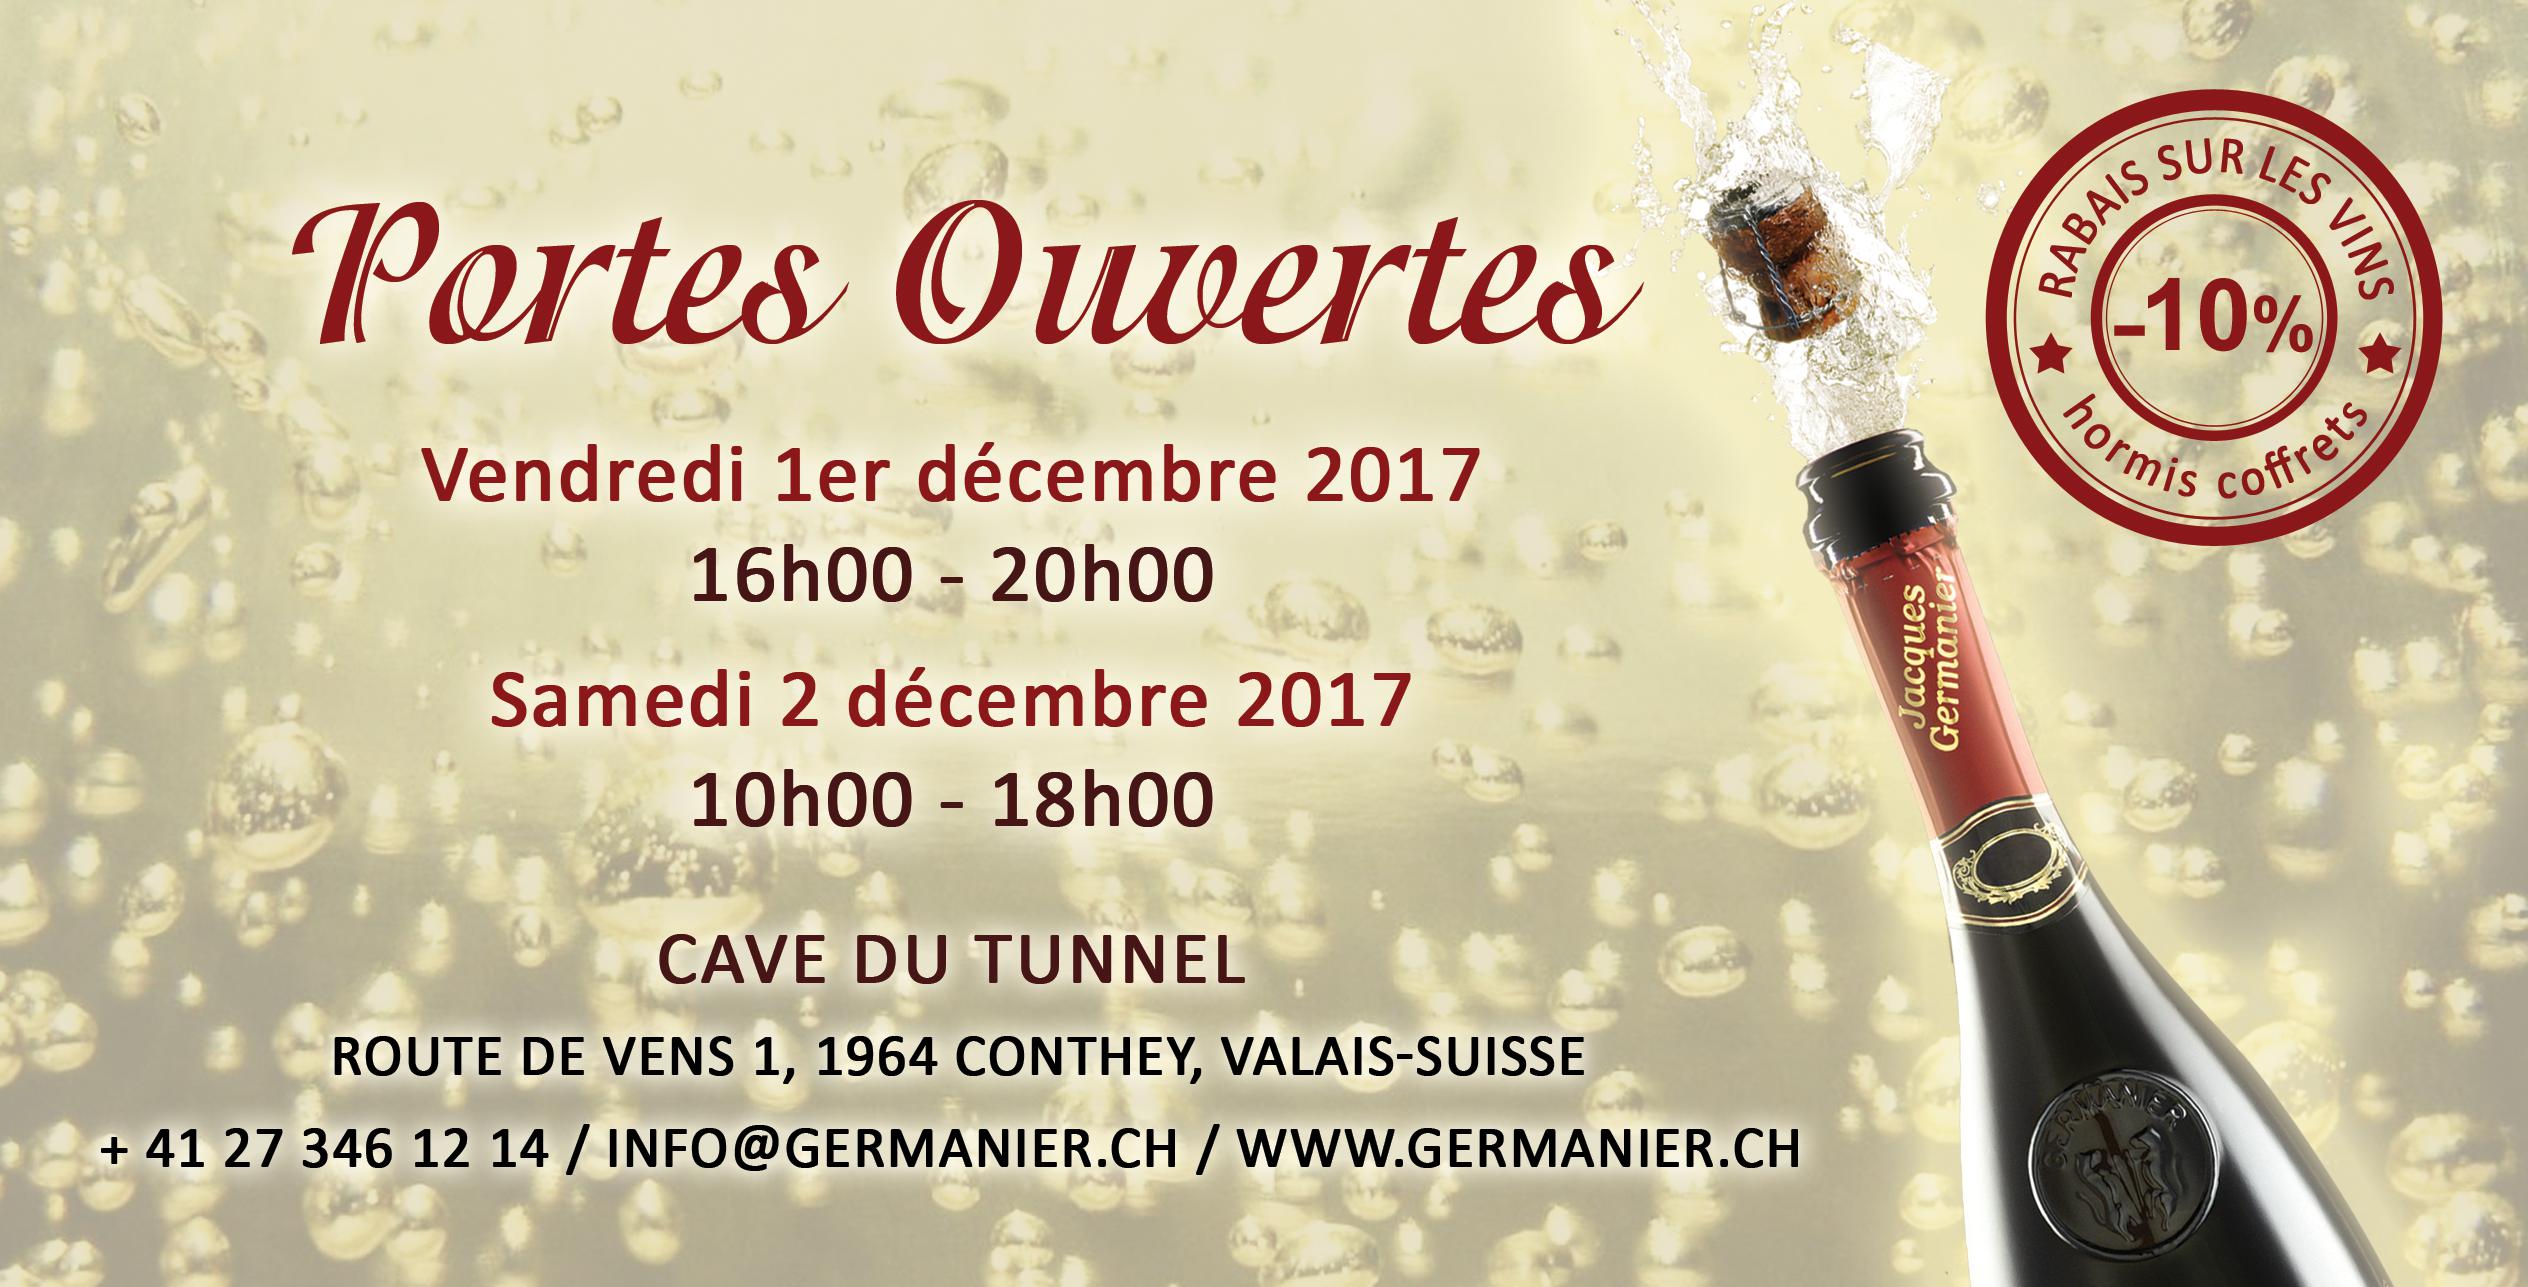 Portes Ouvertes
Vendredi 1er décembre 2017
16h00 - 20h00
Samedi 2 décembre 2017
10h00 - 18h00
CAVE DU TUNNEL
ROUTE DE VENS 1, 1964 CONTHEY, VALAIS-SUISSE
+ 41 27 346 12 14 / INFO@GERMANIER.CH / WWW.GERMANIER.CH
RABAIS SUR LES VINS
-10%
hormis coffrets
Jacques
Germanier
GERMANIER